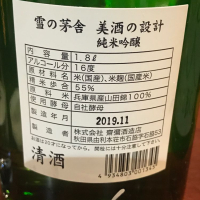 雪の茅舎 美酒の設計
純米吟醸
内容量 1.8ℓ
アルコール分 16度
原材料名 米(国産)、米麹(国産米)
精米歩合 55%
原料米 兵庫県産山田錦100%
使用酵母 自社酵母
製造年月 2019.11
製造者 株式会社 齋彌酒造店
秋田県由利本荘市石脇字石脇53
清酒
4 934803 001343